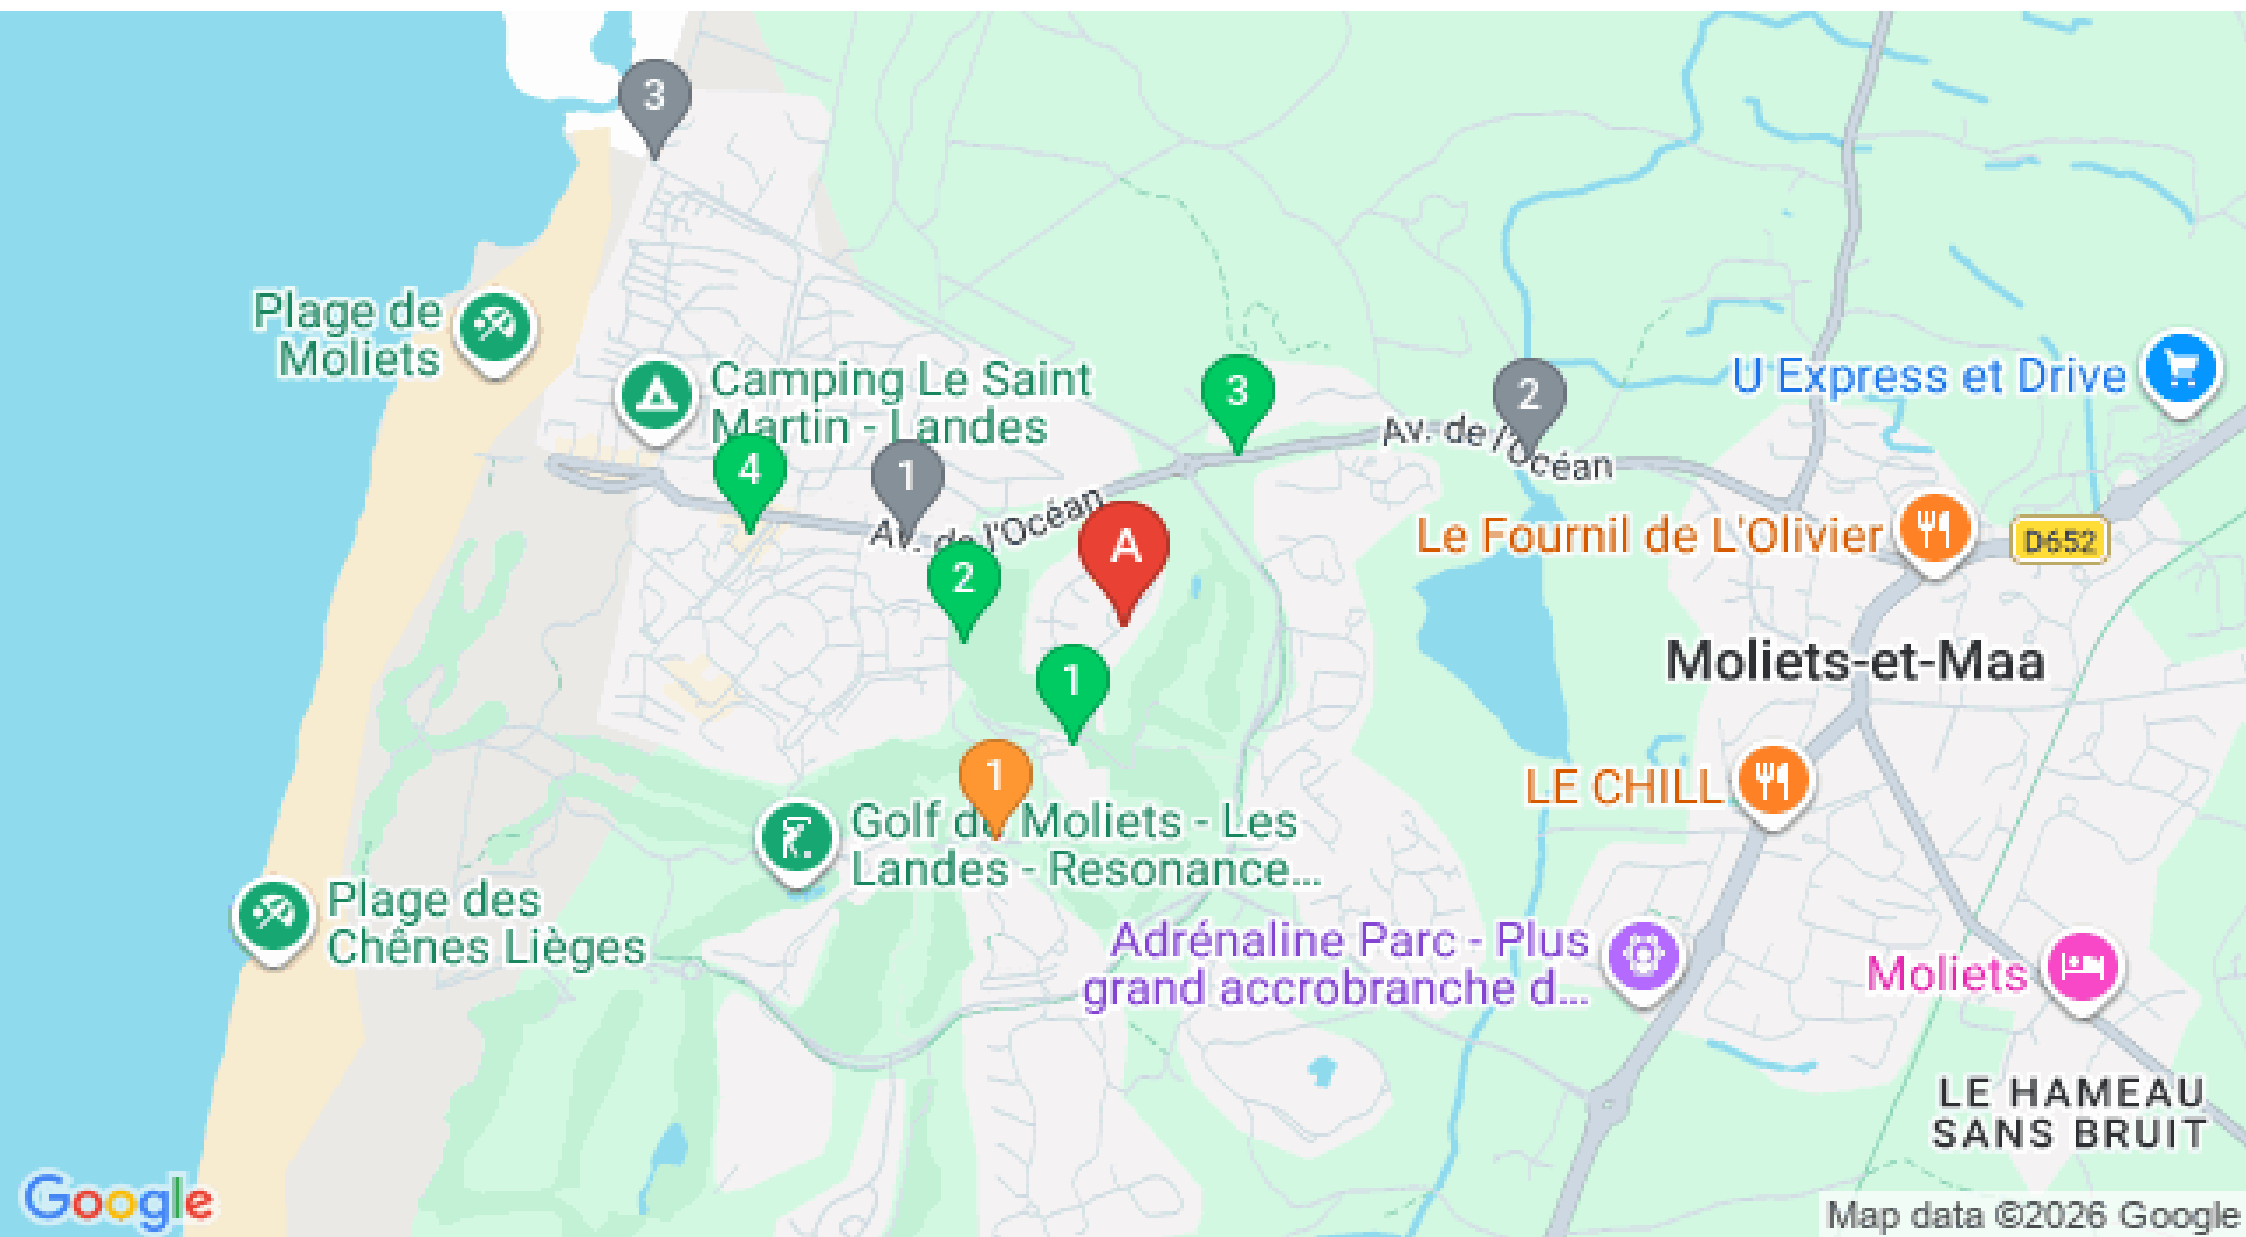 3
Plage de
Moliets
Camping Le Saint
Martin - Landes
3
2
Av. de l'Océan
U Express et Drive
4
1
Av. de l'Océan
A
2
Le Fournil de L'Olivier
D652
1
Moliets-et-Maa
1
LE CHILL
Golf de Moliets - Les
Landes - Resonance...
Plage des
Chênes Lièges
Adrénaline Parc - Plus
grand accrobranche d...
Moliets
LE HAMEAU
SANS BRUIT
Google
Map data ©2026 Google